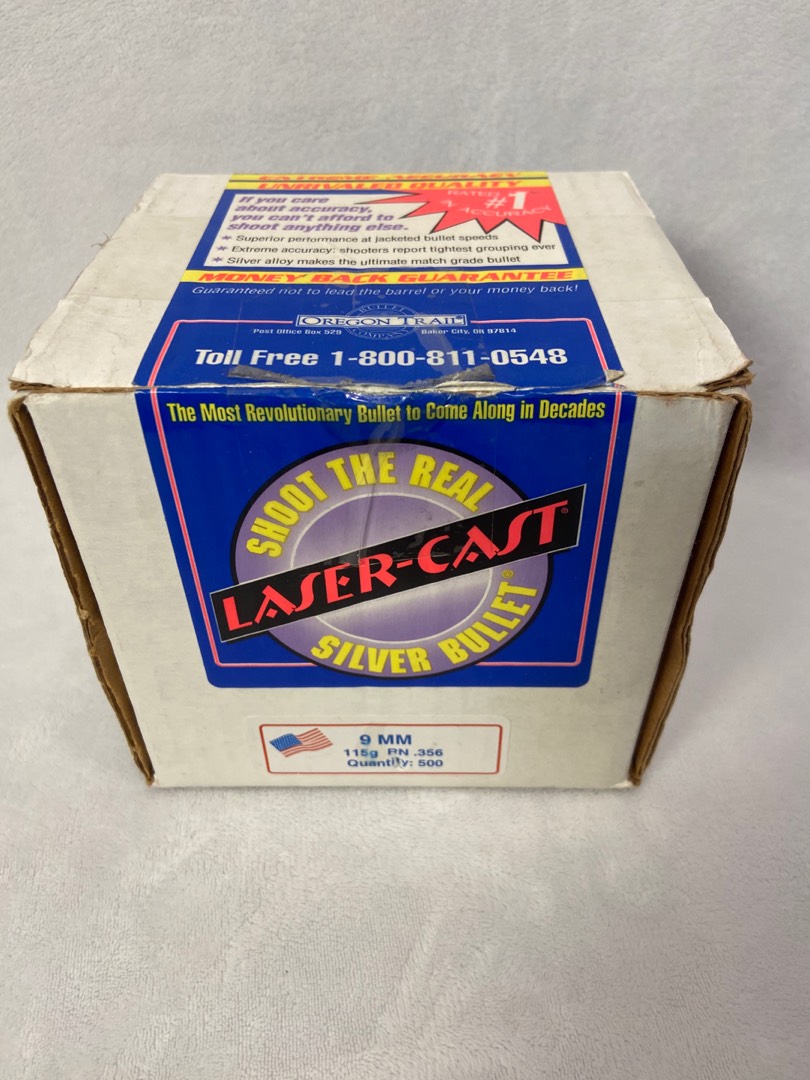 EXTREME ACCURACY
UNRIVALED QUALITY
If you care
about accuracy,
you can't afford to
shoot anything else.
RATED
#1
ACCURACY
* Superior performance at jacketed bullet speeds
* Extreme accuracy: shooters report tightest grouping ever
* Silver alloy makes the ultimate match grade bullet
MONEY BACK GUARANTEE
Guaranteed not to lead the barrel or your money back!
BULLET
OREGON TRAIL
COMPANY
Post Office Box 529 Baker City, OR 97814
Toll Free 1-800-811-0548
The Most Revolutionary Bullet to Come Along in Decades
SHOOT THE REAL
LASER-CAST®
SILVER BULLET®
9 MM
115g RN .356
Quantity: 500